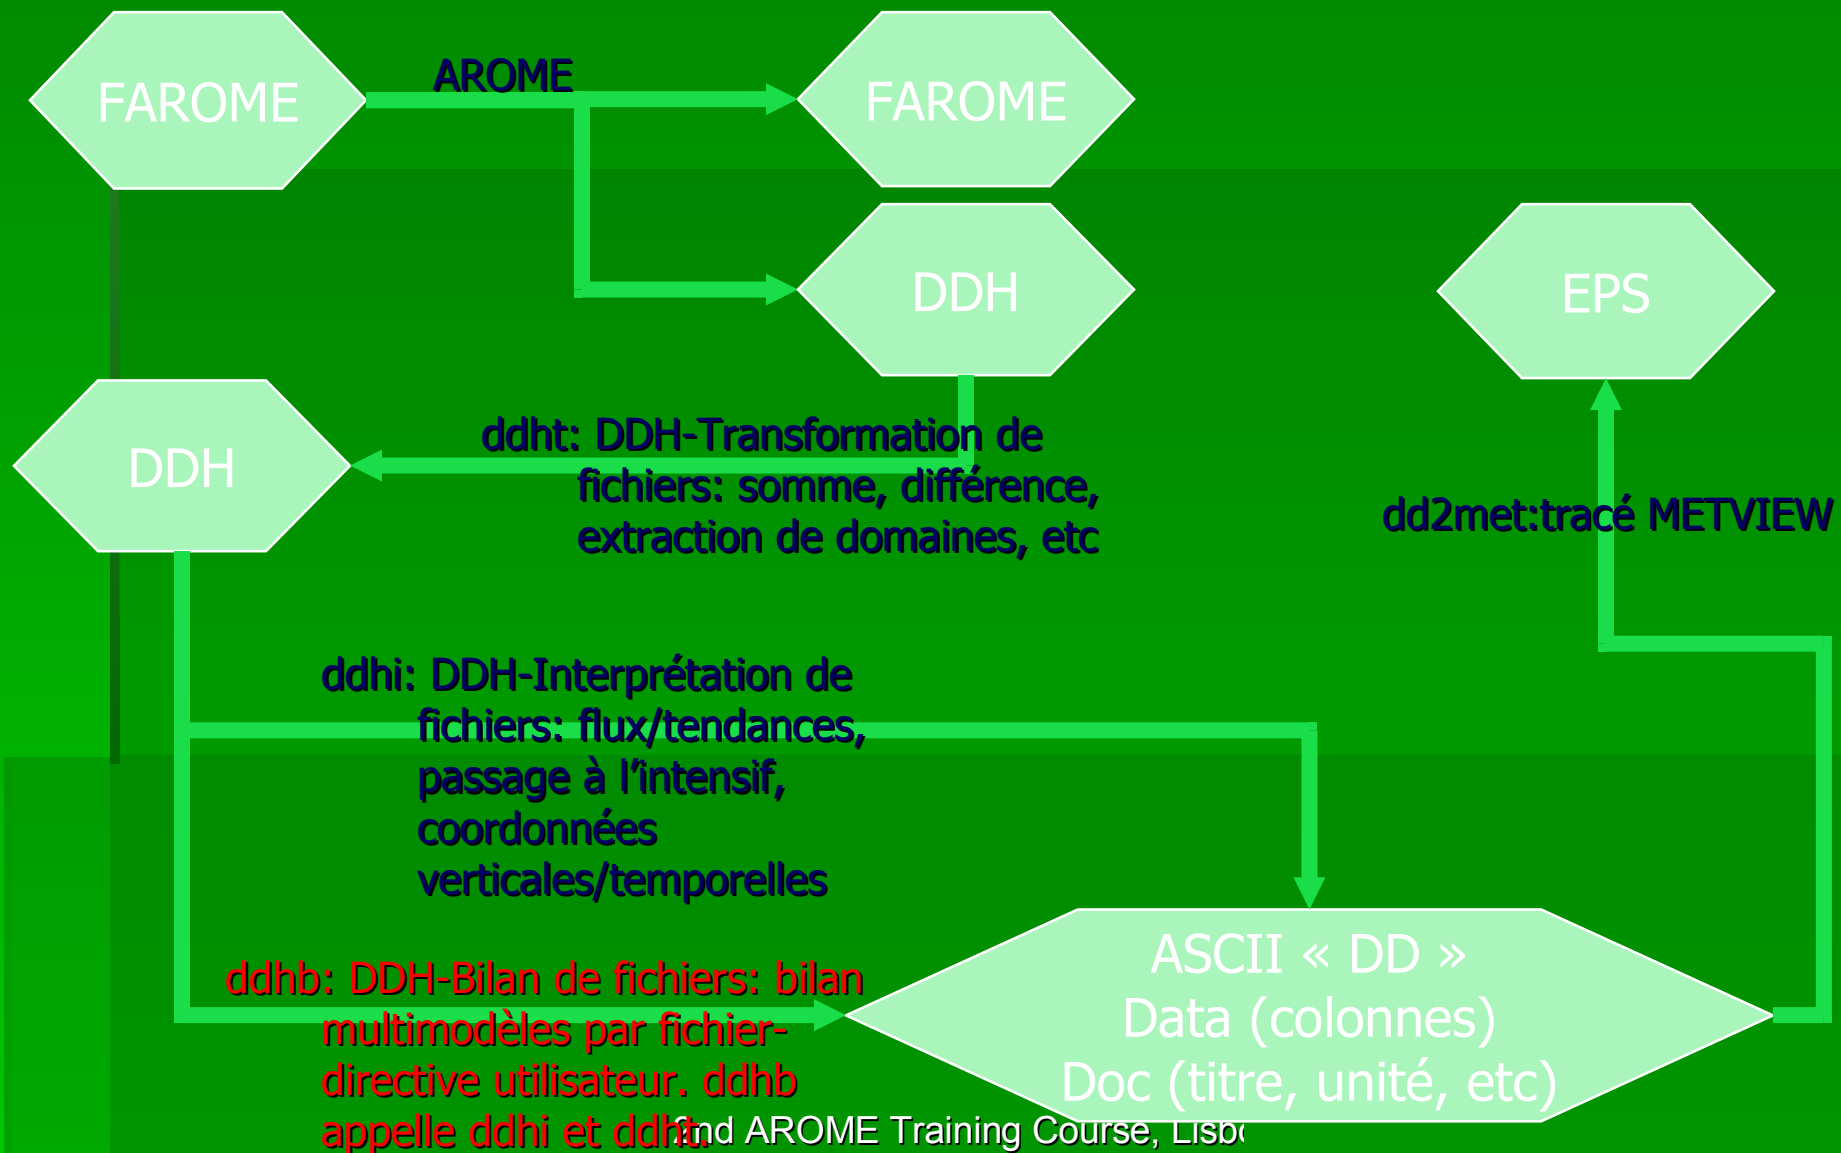 FAROME
AROME
FAROME
DDH
EPS
DDH
ddht: DDH-Transformation de
fichiers: somme, différence,
extraction de domaines, etc
dd2met:tracé METVIEW
ddhi: DDH-Interprétation de
fichiers: flux/tendances,
passage à l’intensif,
coordonnées
verticales/temporelles
ddhb: DDH-Bilan de fichiers: bilan
multimodèles par fichier-
directive utilisateur. ddhb
appelle ddhi et ddht.
ASCII « DD »
Data (colonnes)
Doc (titre, unité, etc)
2nd AROME Training Course,